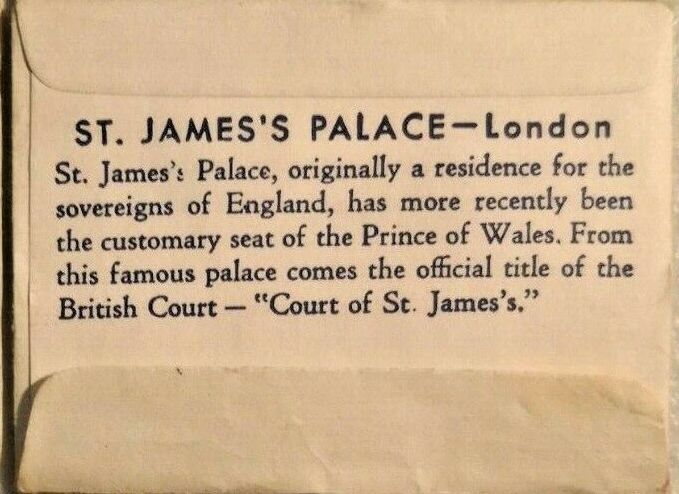 ST. JAMES'S PALACE—London
St. James's Palace, originally a residence for the
sovereigns of England, has more recently been
the customary seat of the Prince of Wales. From
this famous palace comes the official title of the
British Court — "Court of St. James's."